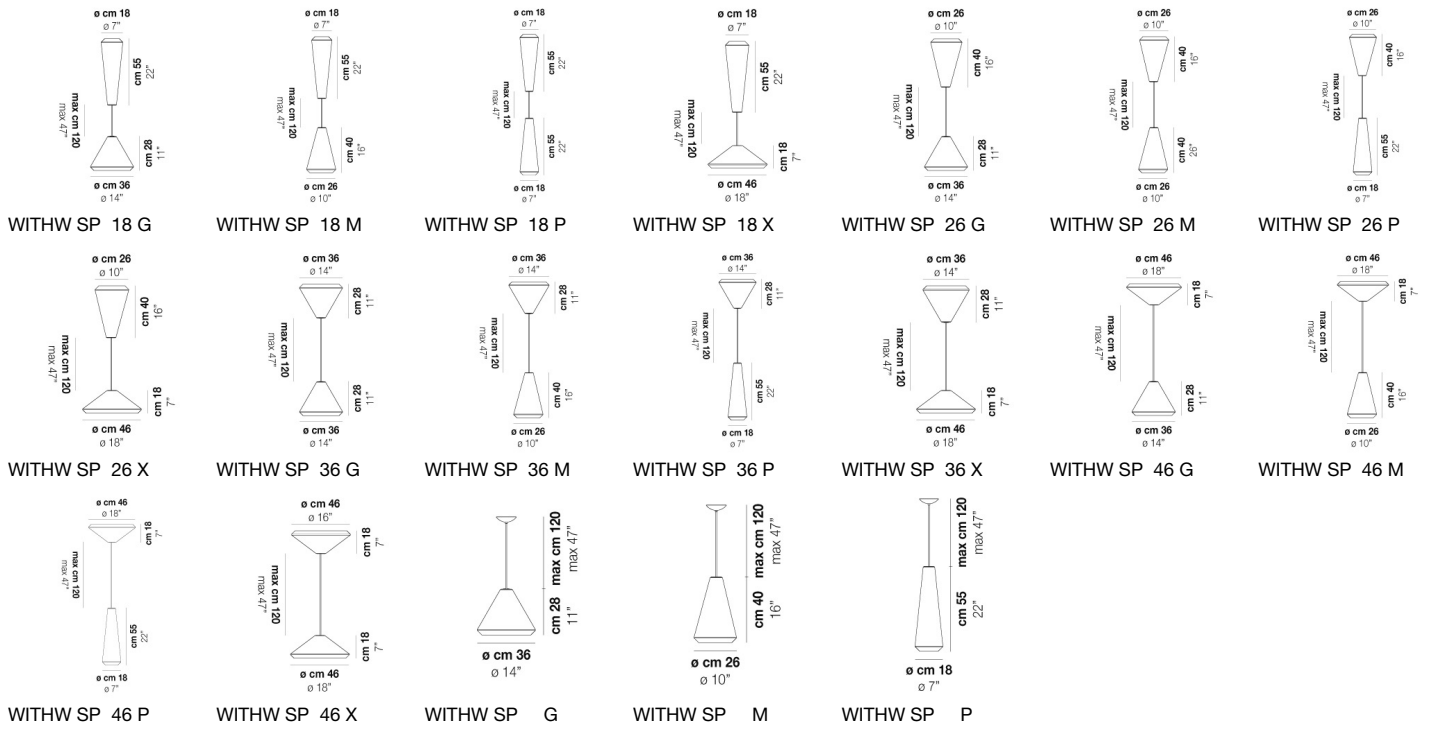 ø cm 18
ø 7"
cm 55
22"
max cm 120
max 47"
cm 28
11"
ø cm 36
ø 14"
WITHW SP 18 G
ø cm 18
ø 7"
cm 55
22"
max cm 120
max 47"
cm 40
16"
ø cm 26
ø 10"
WITHW SP 18 M
ø cm 18
ø 7"
cm 55
22"
max cm 120
max 47"
cm 55
22"
ø cm 18
ø 7"
WITHW SP 18 P
ø cm 18
ø 7"
cm 55
22"
max cm 120
max 47"
cm 18
7"
ø cm 46
ø 18"
WITHW SP 18 X
ø cm 26
ø 10"
cm 40
16"
max cm 120
max 47"
cm 28
11"
ø cm 36
ø 14"
WITHW SP 26 G
ø cm 26
ø 10"
cm 40
16"
max cm 120
max 47"
cm 40
26"
ø cm 26
ø 10"
WITHW SP 26 M
ø cm 26
ø 10"
cm 40
16"
max cm 120
max 47"
cm 55
22"
ø cm 18
ø 7"
WITHW SP 26 P
ø cm 26
ø 10"
cm 40
16"
max cm 120
max 47"
cm 18
7"
ø cm 46
ø 18"
WITHW SP 26 X
ø cm 36
ø 14"
cm 28
11"
max cm 120
max 47"
cm 28
11"
ø cm 36
ø 14"
WITHW SP 36 G
ø cm 36
ø 14"
cm 28
11"
max cm 120
max 47"
cm 40
16"
ø cm 26
ø 10"
WITHW SP 36 M
ø cm 36
ø 14"
cm 28
11"
max cm 120
max 47"
cm 55
22"
ø cm 18
ø 7"
WITHW SP 36 P
ø cm 36
ø 14"
cm 28
11"
max cm 120
max 47"
cm 18
7"
ø cm 46
ø 18"
WITHW SP 36 X
ø cm 46
ø 18"
cm 18
7"
max cm 120
max 47"
cm 28
11"
ø cm 36
ø 14"
WITHW SP 46 G
ø cm 46
ø 18"
cm 18
7"
max cm 120
max 47"
cm 40
16"
ø cm 26
ø 10"
WITHW SP 46 M
ø cm 46
ø 18"
cm 18
7"
max cm 120
max 47"
cm 55
22"
ø cm 18
ø 7"
WITHW SP 46 P
ø cm 46
ø 16"
cm 18
7"
max cm 120
max 47"
cm 18
7"
ø cm 46
ø 18"
WITHW SP 46 X
max cm 120
max 47"
cm 28
11"
ø cm 36
ø 14"
WITHW SP G
max cm 120
max 47"
cm 40
16"
ø cm 26
ø 10"
WITHW SP M
max cm 120
max 47"
cm 55
22"
ø cm 18
ø 7"
WITHW SP P